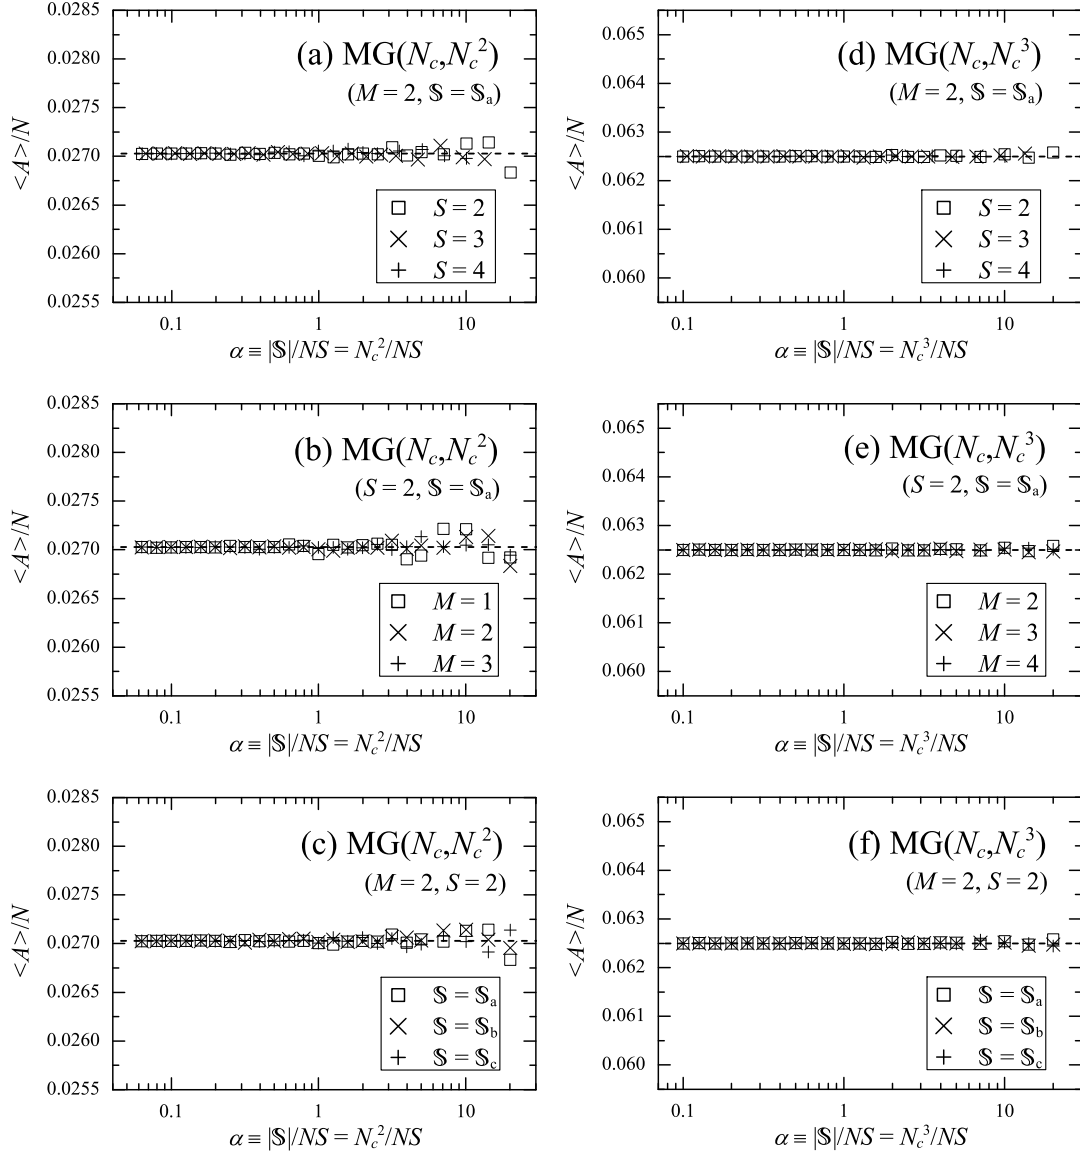 0.0285
0.0280
0.0275
0.0270
0.0265
0.0260
0.0255
<A>/N
(a) MG(N_c,N_c^2)
(M = 2, 𝕊 = 𝕊_a)
S = 2
S = 3
S = 4
0.1 1 10
α ≡ |𝕊|/NS = N_c^2/NS
0.065
0.064
0.063
0.062
0.061
0.060
<A>/N
(d) MG(N_c,N_c^3)
(M = 2, 𝕊 = 𝕊_a)
S = 2
S = 3
S = 4
0.1 1 10
α ≡ |𝕊|/NS = N_c^3/NS
0.0285
0.0280
0.0275
0.0270
0.0265
0.0260
0.0255
<A>/N
(b) MG(N_c,N_c^2)
(S = 2, 𝕊 = 𝕊_a)
M = 1
M = 2
M = 3
0.1 1 10
α ≡ |𝕊|/NS = N_c^2/NS
0.065
0.064
0.063
0.062
0.061
0.060
<A>/N
(e) MG(N_c,N_c^3)
(S = 2, 𝕊 = 𝕊_a)
M = 2
M = 3
M = 4
0.1 1 10
α ≡ |𝕊|/NS = N_c^3/NS
0.0285
0.0280
0.0275
0.0270
0.0265
0.0260
0.0255
<A>/N
(c) MG(N_c,N_c^2)
(M = 2, S = 2)
𝕊 = 𝕊_a
𝕊 = 𝕊_b
𝕊 = 𝕊_c
0.1 1 10
α ≡ |𝕊|/NS = N_c^2/NS
0.065
0.064
0.063
0.062
0.061
0.060
<A>/N
(f) MG(N_c,N_c^3)
(M = 2, S = 2)
𝕊 = 𝕊_a
𝕊 = 𝕊_b
𝕊 = 𝕊_c
0.1 1 10
α ≡ |𝕊|/NS = N_c^3/NS